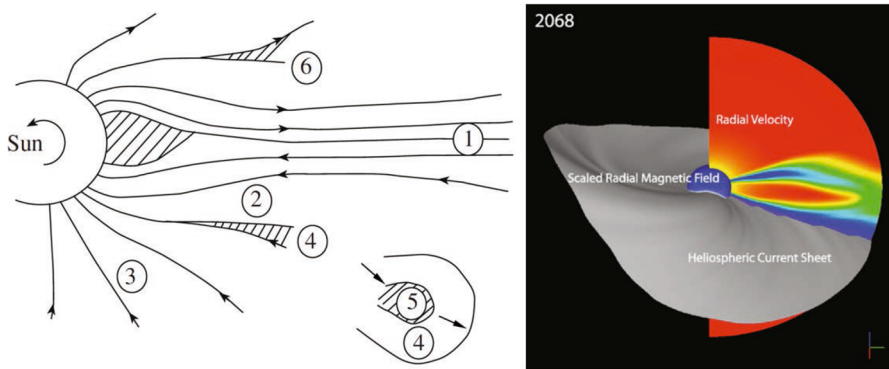 6
Sun
1
2
4
3
5
4
2068
Radial Velocity
Scaled Radial Magnetic Field
Heliospheric Current Sheet